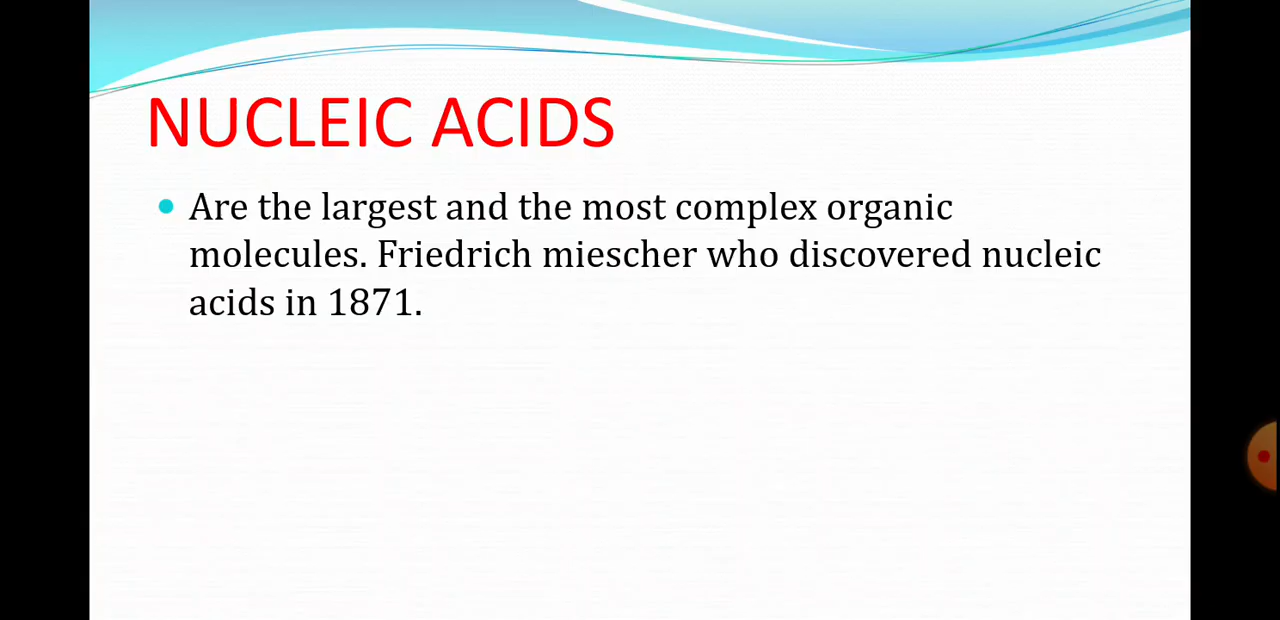 NUCLEIC ACIDS
Are the largest and the most complex organic
molecules. Friedrich miescher who discovered nucleic
acids in 1871.